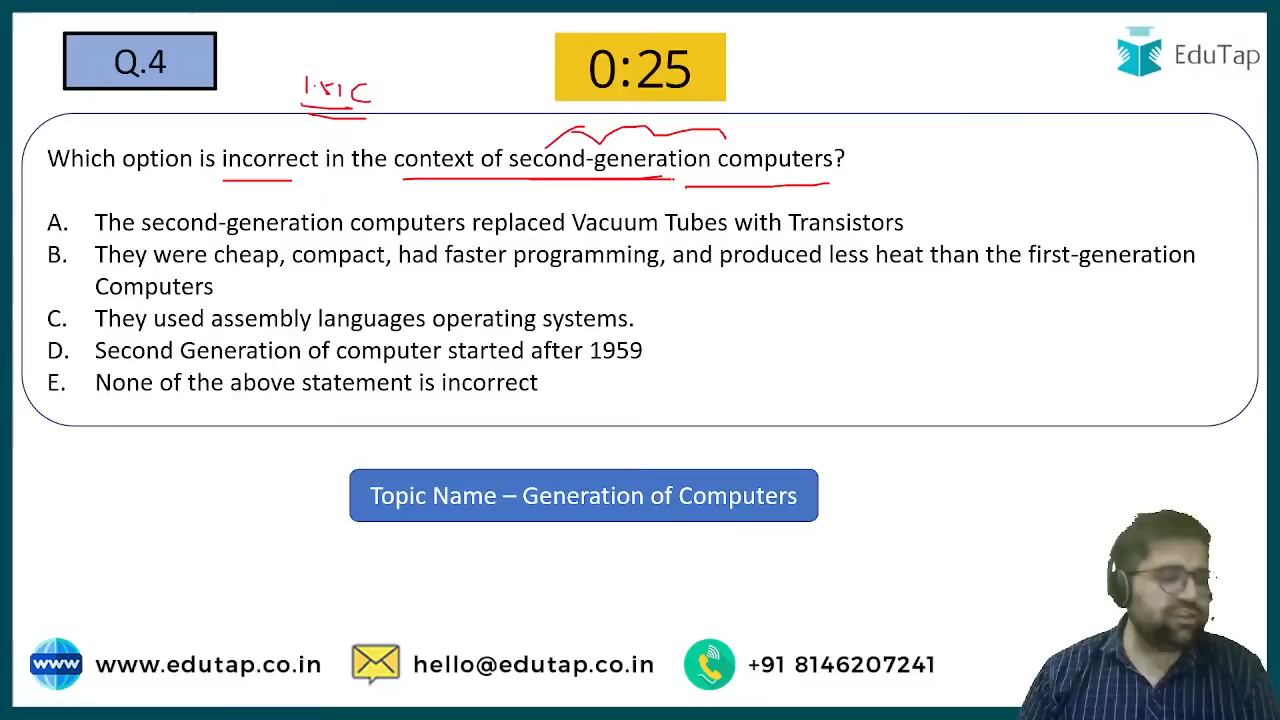 Q.4
0:25
EduTap
Which option is incorrect in the context of second-generation computers?
A. The second-generation computers replaced Vacuum Tubes with Transistors
B. They were cheap, compact, had faster programming, and produced less heat than the first-generation
Computers
C. They used assembly languages operating systems.
D. Second Generation of computer started after 1959
E. None of the above statement is incorrect
Topic Name – Generation of Computers
www
www.edutap.co.in
hello@edutap.co.in
+91 8146207241